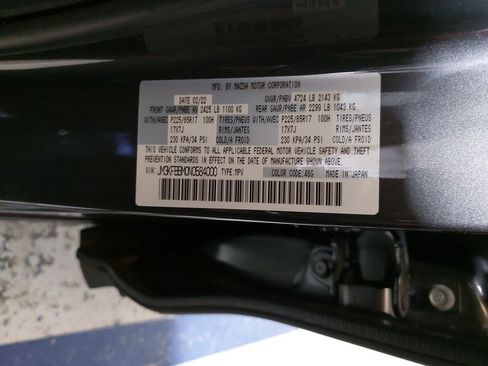 MFD. BY MAZDA MOTOR CORPORATION
DATE 02/22 GVWR/PNBV 4724 LB 2143 KG
FRONT GAWR/PNBE AV 2425 LB 1100 KG REAR GAWR/PNBE AR 2299 LB 1043 KG
WITH/AVEC P225/65R17 100H TIRES/PNEUS WITH/AVEC P225/65R17 100H TIRES/PNEUS
17X7J RIMS/JANTES 17X7J RIMS/JANTES
230 KPA/34 PSI COLD/A FROID 230 KPA/34 PSI COLD/A FROID
THIS VEHICLE CONFORMS TO ALL APPLICABLE FEDERAL MOTOR VEHICLE SAFETY, BUMPER, AND THEFT
PREVENTION STANDARDS IN EFFECT ON THE DATE OF MANUFACTURE SHOWN ABOVE.
VIN: TYPE:MPV COLOR CODE: 46G MADE IN JAPAN